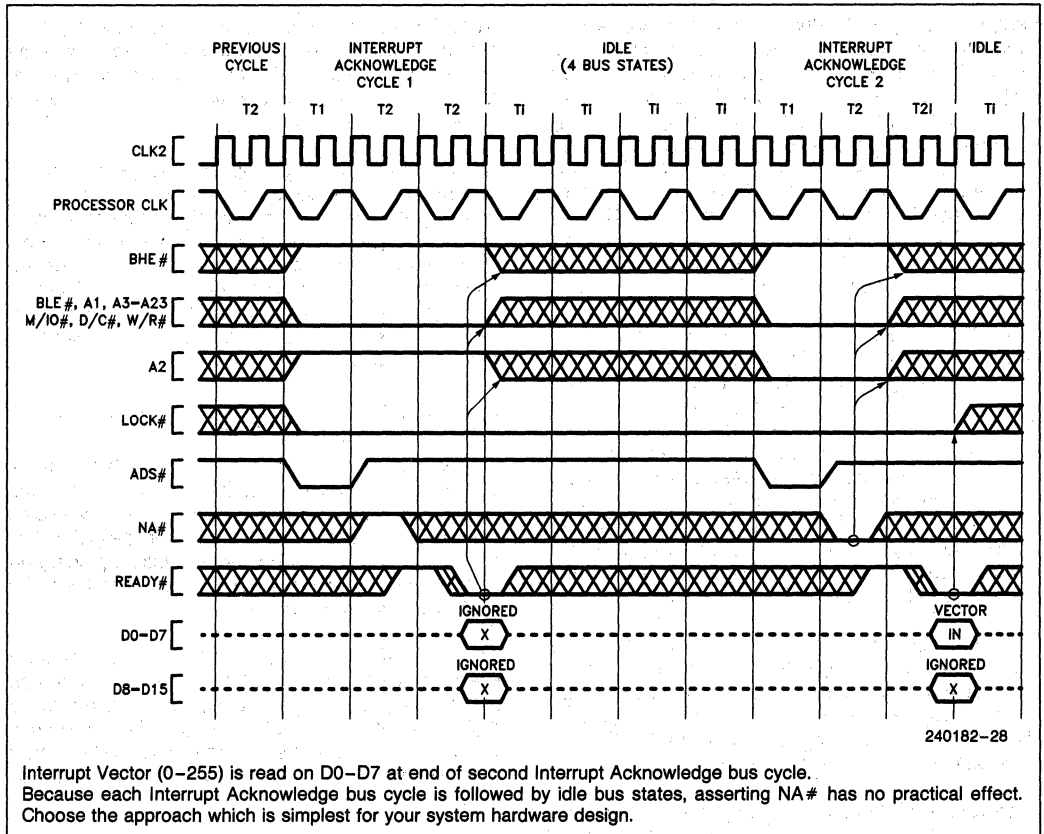 PREVIOUS CYCLE
INTERRUPT ACKNOWLEDGE CYCLE 1
IDLE (4 BUS STATES)
INTERRUPT ACKNOWLEDGE CYCLE 2
IDLE
T2 T1 T2 T2 Ti Ti Ti Ti T1 T2 T2I Ti
CLK2
PROCESSOR CLK
BHE#
BLE#, A1, A3-A23
M/IO#, D/C#, W/R#
A2
LOCK#
ADS#
NA#
READY#
IGNORED
VECTOR
D0-D7
X
IN
IGNORED
IGNORED
D8-D15
X
X
240182-28
Interrupt Vector (0-255) is read on D0-D7 at end of second Interrupt Acknowledge bus cycle.
Because each Interrupt Acknowledge bus cycle is followed by idle bus states, asserting NA# has no practical effect.
Choose the approach which is simplest for your system hardware design.